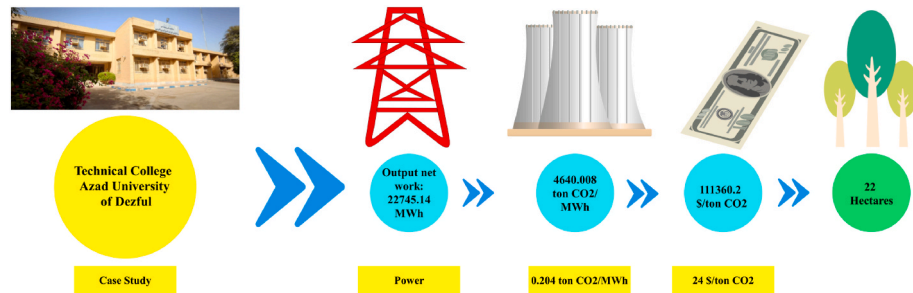 Technical College
Azad University
of Dezful
Output net
work:
22745.14
MWh
4640.008
ton CO2/
MWh
111360.2
$/ton CO2
22
Hectares
Case Study
Power
0.204 ton CO2/MWh
24 $/ton CO2